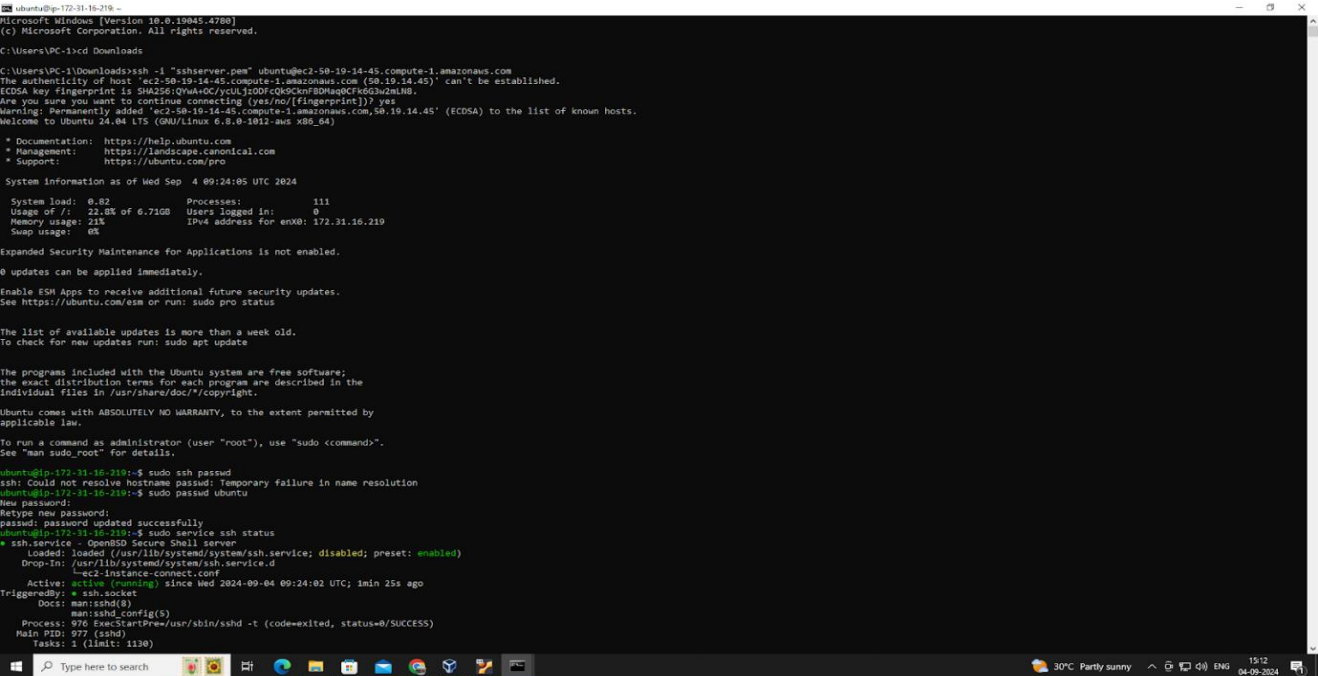 ubuntu@ip-172-31-16-219: ~
Microsoft Windows [Version 10.0.19045.4780]
(c) Microsoft Corporation. All rights reserved.
C:\Users\PC-1>cd Downloads
C:\Users\PC-1\Downloads>ssh -i "sshserver.pem" ubuntu@ec2-50-19-14-45.compute-1.amazonaws.com
The authenticity of host 'ec2-50-19-14-45.compute-1.amazonaws.com (50.19.14.45)' can't be established.
ECDSA key fingerprint is
Are you sure you want to continue connecting (yes/no/[fingerprint])? yes
Warning: Permanently added 'ec2-50-19-14-45.compute-1.amazonaws.com,50.19.14.45' (ECDSA) to the list of known hosts.
Welcome to Ubuntu 24.04 LTS (GNU/Linux 6.8.0-1012-aws x86_64)
* Documentation: https://help.ubuntu.com
* Management: https://landscape.canonical.com
* Support: https://ubuntu.com/pro
System information as of Wed Sep 4 09:24:05 UTC 2024
System load: 0.82 Processes: 111
Usage of /: 22.8% of 6.71GB Users logged in: 0
Memory usage: 21% IPv4 address for enX0: 172.31.16.219
Swap usage: 0%
Expanded Security Maintenance for Applications is not enabled.
0 updates can be applied immediately.
Enable ESM Apps to receive additional future security updates.
See https://ubuntu.com/esm or run: sudo pro status
The list of available updates is more than a week old.
To check for new updates run: sudo apt update
The programs included with the Ubuntu system are free software;
the exact distribution terms for each program are described in the
individual files in /usr/share/doc/*/copyright.
Ubuntu comes with ABSOLUTELY NO WARRANTY, to the extent permitted by
applicable law.
To run a command as administrator (user "root"), use "sudo <command>".
See "man sudo_root" for details.
ubuntu@ip-172-31-16-219:~$ sudo ssh passwd
ssh: Could not resolve hostname passwd: Temporary failure in name resolution
ubuntu@ip-172-31-16-219:~$ sudo passwd ubuntu
New password:
Retype new password:
passwd: password updated successfully
ubuntu@ip-172-31-16-219:~$ sudo service ssh status
● ssh.service - OpenBSD Secure Shell server
Loaded: loaded (/usr/lib/systemd/system/ssh.service; disabled; preset: enabled)
Drop-In: /usr/lib/systemd/system/ssh.service.d
└─ec2-instance-connect.conf
Active: active (running) since Wed 2024-09-04 09:24:02 UTC; 1min 25s ago
TriggeredBy: ● ssh.socket
Docs: man:sshd(8)
man:sshd_config(5)
Process: 976 ExecStartPre=/usr/sbin/sshd -t (code=exited, status=0/SUCCESS)
Main PID: 977 (sshd)
Tasks: 1 (limit: 1130)
Type here to search
30°C Partly sunny
ENG
15:12
04-09-2024